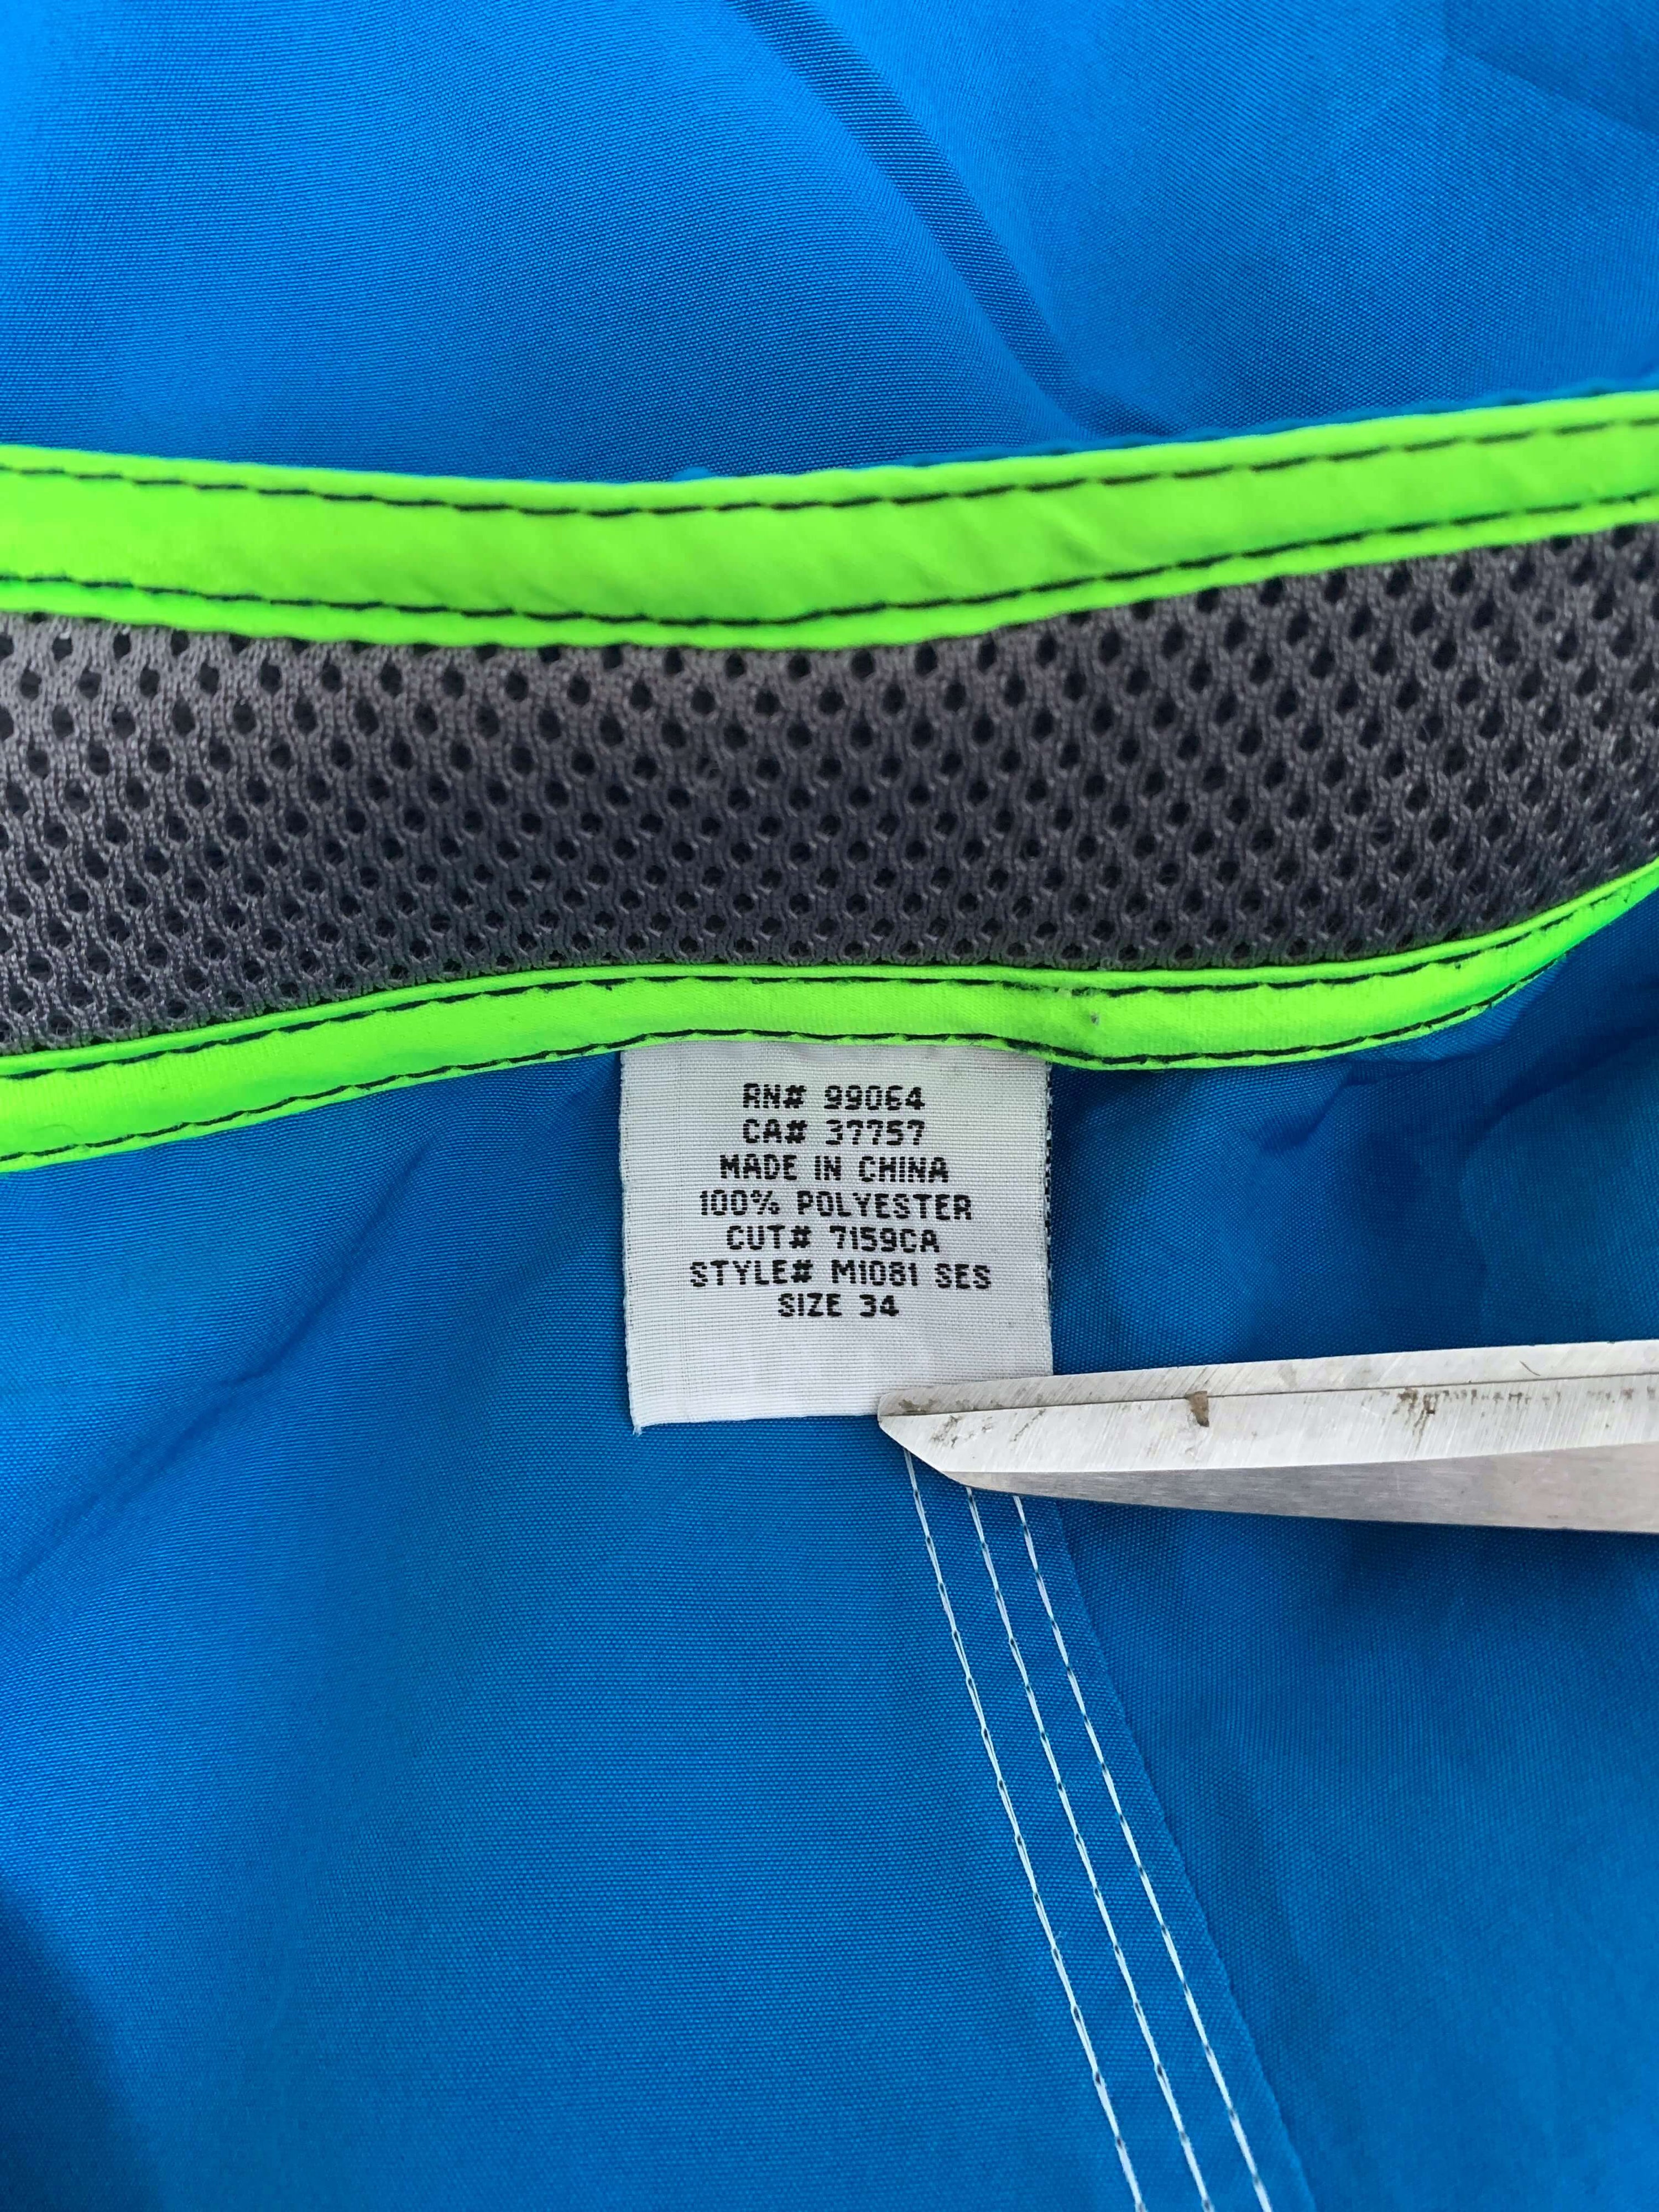 RN# 99064
CA# 37757
MADE IN CHINA
100% POLYESTER
CUT# 7159CA
STYLE# M1081 SES
SIZE 34